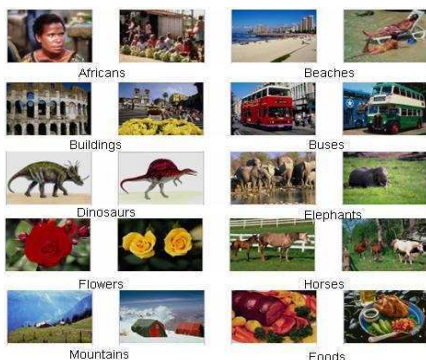 Africans
Beaches
Buildings
Buses
Dinosaurs
Elephants
Flowers
Horses
Mountains
Foods